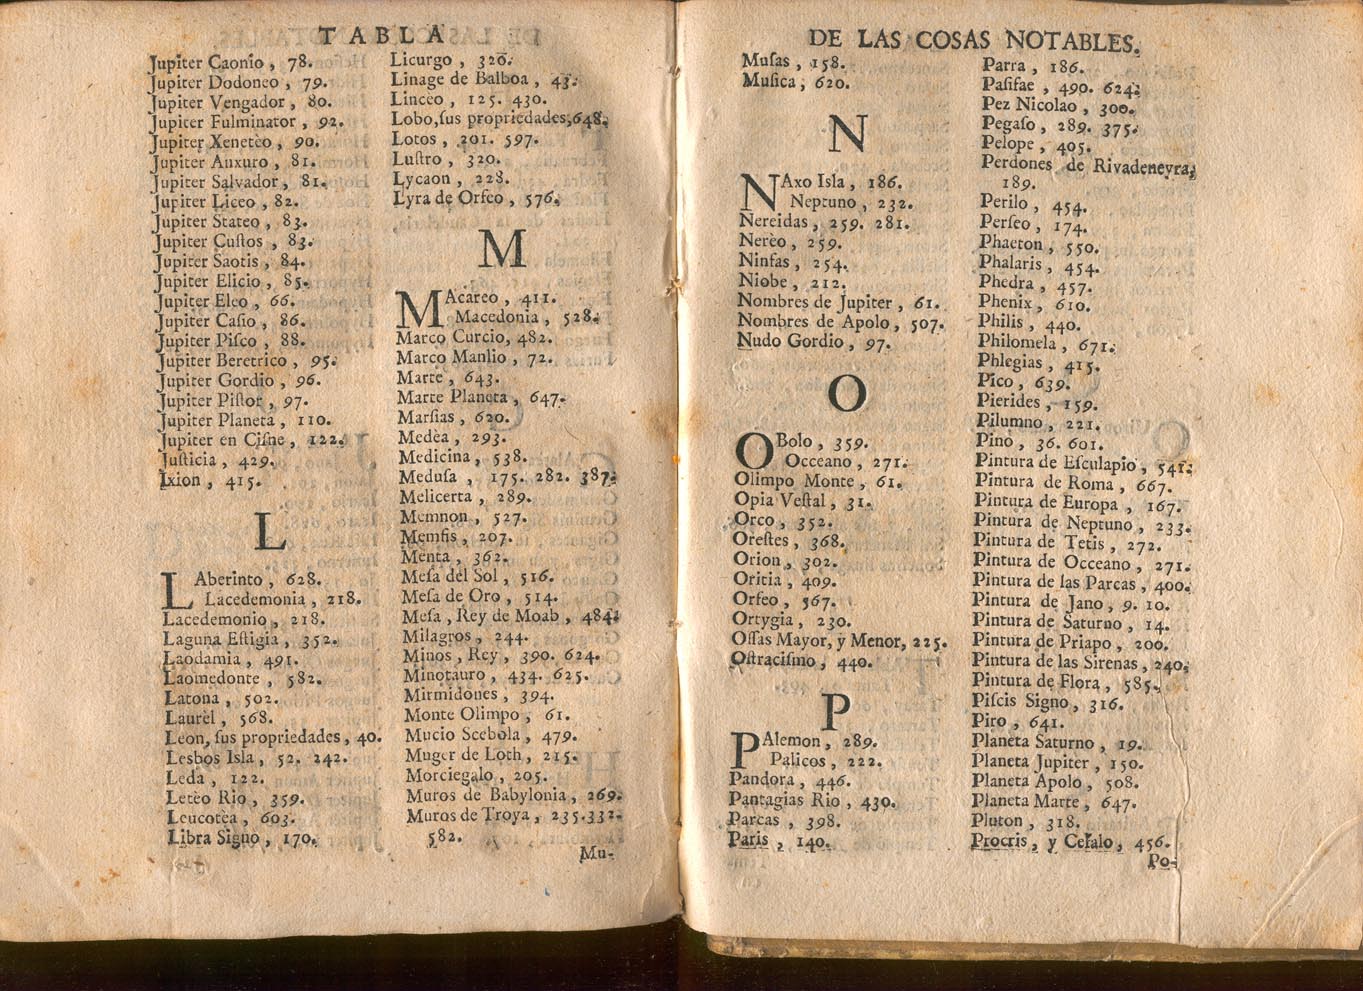 TABLA
Jupiter Caonio, 78.
Jupiter Dodoneo, 79.
Jupiter Vengador, 80.
Jupiter Fulminator, 92.
Jupiter Xenetèo, 90.
Jupiter Auxuro, 81.
Jupiter Salvador, 81.
Jupiter Liceo, 82.
Jupiter Stateo, 83.
Jupiter Cuſtos, 83.
Jupiter Saotis, 84.
Jupiter Elicio, 85.
Jupiter Eleo, 66.
Jupiter Caſio, 86.
Jupiter Piſco, 88.
Jupiter Beretrico, 95.
Jupiter Gordio, 96.
Jupiter Piſtor, 97.
Jupiter Planeta, 110.
Jupiter en Ciſne, 122.
Juſticia, 429.
Ixion, 415.
L
LAberinto, 628.
Lacedemonia, 218.
Lacedemonio, 218.
Laguna Eſtigia, 352.
Laodamia, 491.
Laomedonte, 582.
Latona, 502.
Laurèl, 568.
Leon, ſus propriedades, 40.
Lesbos Isla, 52. 242.
Leda, 122.
Letèo Rio, 359.
Leucotèa, 603.
Libra Signo, 170.
Licurgo, 320.
Linage de Balboa, 43.
Linceo, 125. 430.
Lobo, ſus propriedades, 648.
Lotos, 201. 597.
Luſtro, 320.
Lycaon, 228.
Lyra de Orfeo, 576.
M
MAcareo, 411.
Macedonia, 528.
Marco Curcio, 482.
Marco Manlio, 72.
Marte, 643.
Marte Planeta, 647.
Marſias, 620.
Medèa, 293.
Medicina, 538.
Meduſa, 175. 282. 387.
Melicerta, 289.
Memnon, 527.
Memfis, 207.
Menta, 362.
Meſa del Sol, 516.
Meſa de Oro, 514.
Meſa, Rey de Moab, 484.
Milagros, 244.
Minos, Rey, 390. 624.
Minotauro, 434. 625.
Mirmidones, 394.
Monte Olimpo, 61.
Mucio Scebola, 479.
Muger de Loth, 215.
Morciegalo, 205.
Muros de Babylonia, 269.
Muros de Troya, 235. 332.
582.
Mu-
DE LAS COSAS NOTABLES.
Muſas, 158.
Muſica, 620.
N
NAxo Isla, 186.
Neptuno, 232.
Nereidas, 259. 281.
Nerèo, 259.
Ninfas, 254.
Niobe, 212.
Nombres de Jupiter, 61.
Nombres de Apolo, 507.
Nudo Gordio, 97.
O
OBolo, 359.
Occeano, 271.
Olimpo Monte, 61.
Opia Veſtal, 31.
Orco, 352.
Oreſtes, 368.
Orion, 302.
Oritia, 409.
Orfeo, 567.
Ortygia, 230.
Oſſas Mayor, y Menor, 225.
Oſtraciſmo, 440.
P
PAlemon, 289.
Palicos, 222.
Pandora, 446.
Pantagias Rio, 430.
Parcas, 398.
Paris, 140.
Parra, 186.
Paſifae, 490. 624.
Pez Nicolao, 300.
Pegaſo, 289. 375.
Pelope, 405.
Perdones de Rivadeneyra,
189.
Perilo, 454.
Perſeo, 174.
Phaeton, 550.
Phalaris, 454.
Phedra, 457.
Phenix, 610.
Philis, 440.
Philomela, 671.
Phlegias, 415.
Pico, 639.
Pierides, 159.
Pilumno, 221.
Pino, 36. 601.
Pintura de Eſculapio, 541.
Pintura de Roma, 667.
Pintura de Europa, 167.
Pintura de Neptuno, 233.
Pintura de Tetis, 272.
Pintura de Occeano, 271.
Pintura de las Parcas, 400.
Pintura de Jano, 9. 10.
Pintura de Saturno, 14.
Pintura de Priapo, 200.
Pintura de las Sirenas, 240.
Pintura de Flora, 585.
Piſcis Signo, 316.
Piro, 641.
Planeta Saturno, 19.
Planeta Jupiter, 150.
Planeta Apolo, 508.
Planeta Marte, 647.
Pluton, 318.
Procris, y Cefalo, 456.
Po-